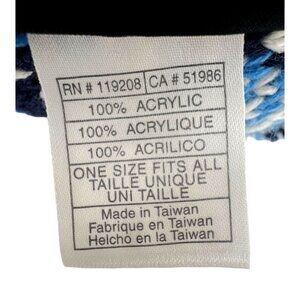 RN # 119208 CA # 51986
100% ACRYLIC
100% ACRYLIQUE
100% ACRILICO
ONE SIZE FITS ALL
TAILLE UNIQUE
UNI TAILLE
Made in Taiwan
Fabrique en Taiwan
Helcho en la Taiwan